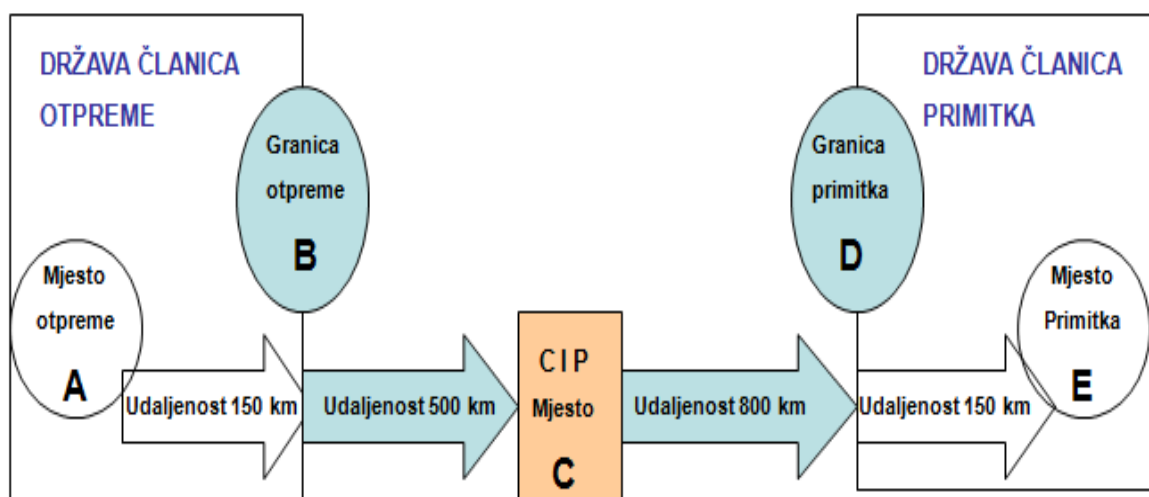 DRŽAVA ČLANICA
OTPREME
DRŽAVA ČLANICA
PRIMITKA
Granica
otpreme
B
Granica
primitka
D
Mjesto
otpreme
A
Mjesto
Primitka
E
Udaljenost 150 km
Udaljenost 500 km
C I P
Mjesto
C
Udaljenost 800 km
Udaljenost 150 km